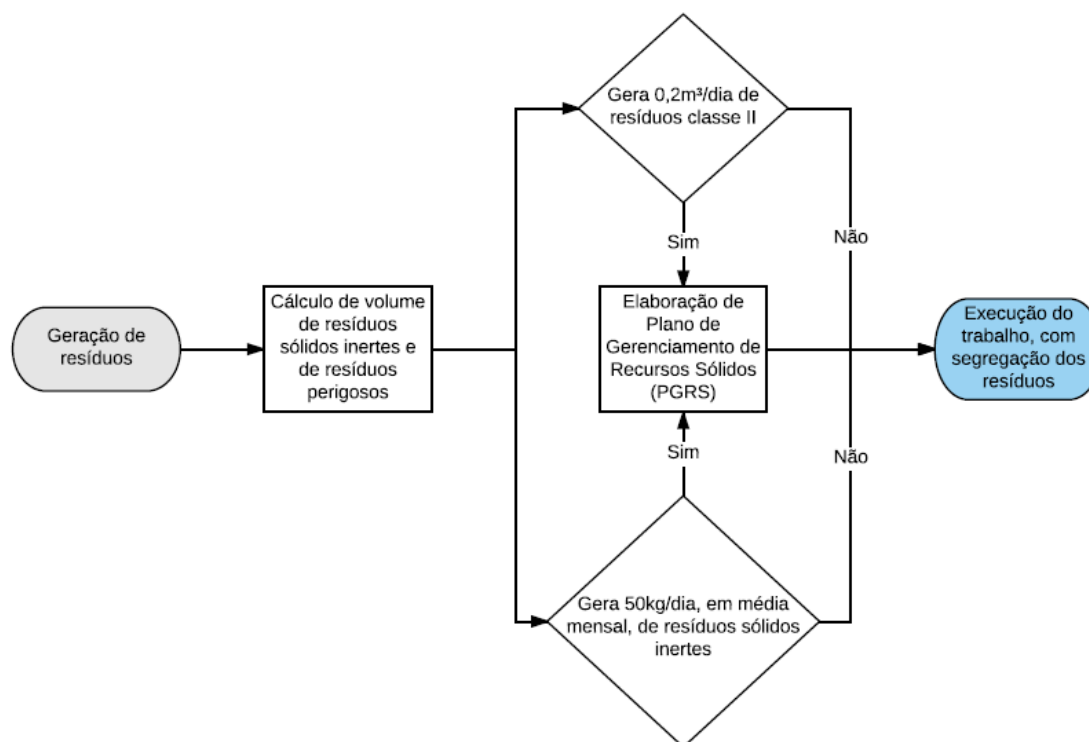 Gera 0,2m³/dia de
resíduos classe II
Sim
Não
Geração de
resíduos
Cálculo de volume
de resíduos
sólidos inertes e
de resíduos
perigosos
Elaboração de
Plano de
Gerenciamento de
Recursos Sólidos
(PGRS)
Execução do
trabalho, com
segregação dos
resíduos
Sim
Não
Gera 50kg/dia, em média
mensal, de resíduos sólidos
inertes